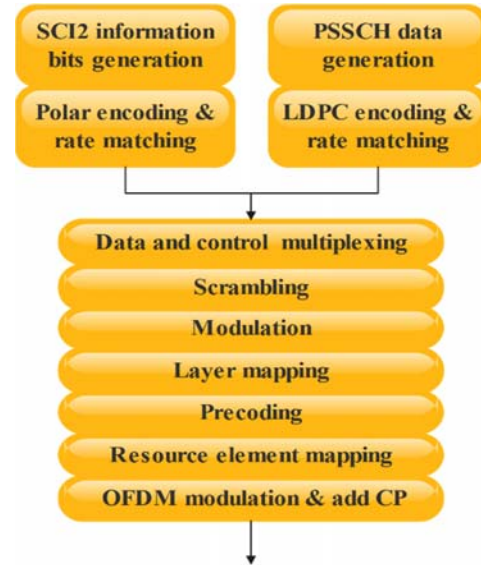 SCI2 information
bits generation
Polar encoding &
rate matching
PSSCH data
generation
LDPC encoding &
rate matching
Data and control multiplexing
Scrambling
Modulation
Layer mapping
Precoding
Resource element mapping
OFDM modulation & add CP